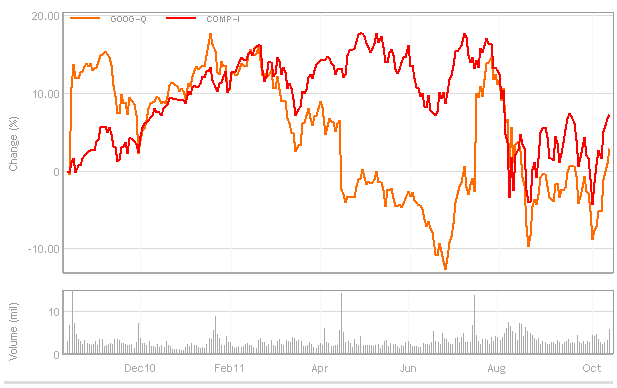 20.00 GOOG-Q COMP-I
10.00
Change (%)
0
-10.00
10
Volume (mil)
0
Dec10 Feb11 Apr Jun Aug Oct